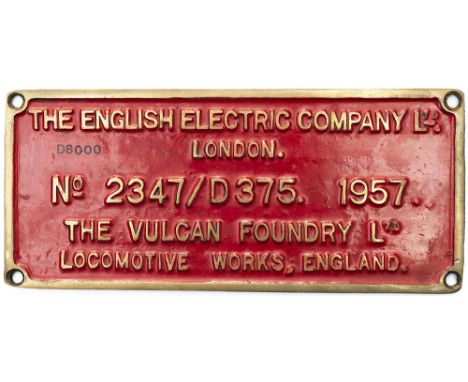 THE ENGLISH ELECTRIC COMPANY LTD.
D8000
LONDON.
No 2347/D375. 1957.
THE VULCAN FOUNDRY LTD
LOCOMOTIVE WORKS, ENGLAND.